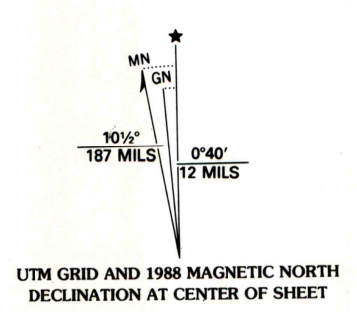 ★
MN
GN
10½°
187 MILS
0°40′
12 MILS
UTM GRID AND 1988 MAGNETIC NORTH
DECLINATION AT CENTER OF SHEET